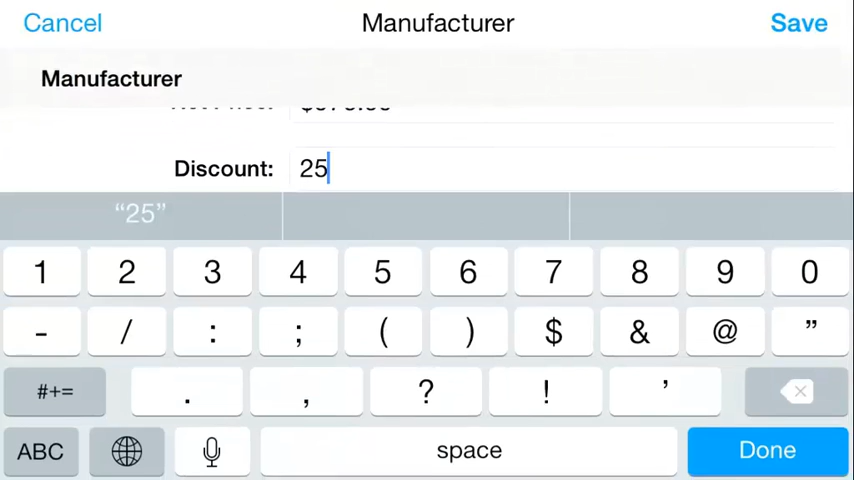 Cancel Manufacturer Save
Manufacturer
Discount: 25
“25”
1 2 3 4 5 6 7 8 9 0
- / : ; ( ) $ & @ ”
#+= . , ? ! ’
ABC space Done